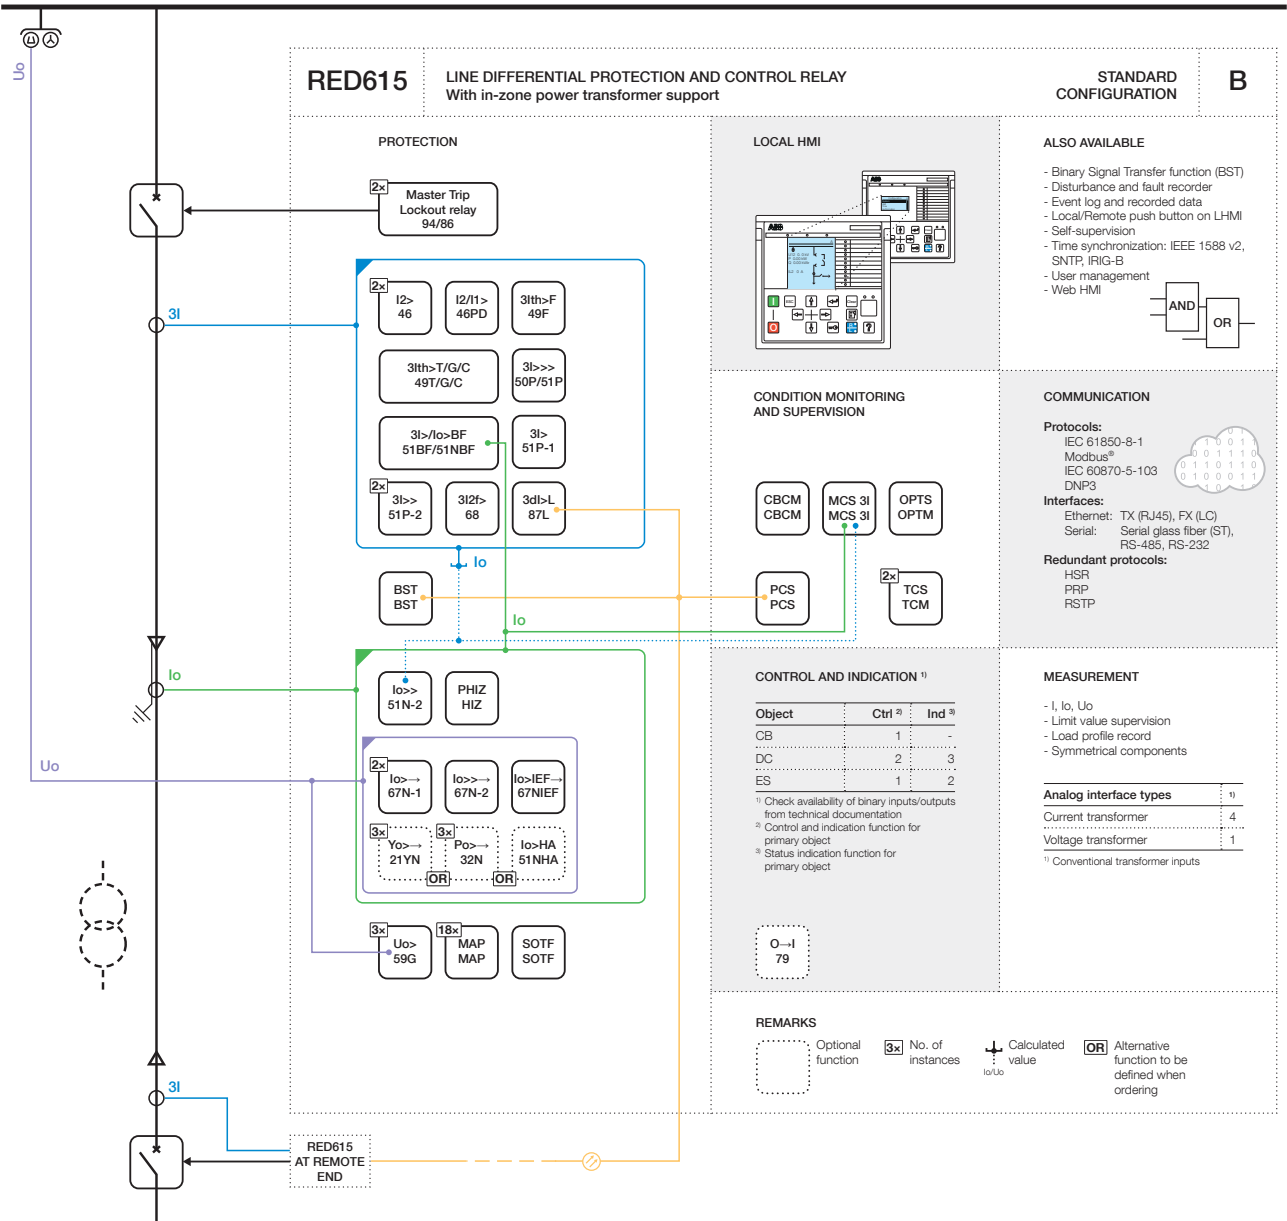 Uo
RED615
LINE DIFFERENTIAL PROTECTION AND CONTROL RELAY
With in-zone power transformer support
STANDARD
CONFIGURATION
B
PROTECTION
2×
Master Trip
Lockout relay
94/86
3I
2×
I2>
46
I2/I1>
46PD
3Ith>F
49F
3Ith>T/G/C
49T/G/C
3I>>>
50P/51P
3I>/Io>BF
51BF/51NBF
3I>
51P-1
2×
3I>>
51P-2
3I2f>
68
3dI>L
87L
Io
BST
BST
Io
Io
Io>>
51N-2
PHIZ
HIZ
Uo
2×
Io>→
67N-1
Io>>→
67N-2
Io>IEF→
67NIEF
3×
Yo>→
21YN
OR
3×
Po>→
32N
OR
Io>HA
51NHA
3×
Uo>
59G
18×
MAP
MAP
SOTF
SOTF
3I
RED615
AT REMOTE
END
LOCAL HMI
ABB
ABB
ESC
I
O
?
CONDITION MONITORING
AND SUPERVISION
CBCM
CBCM
MCS 3I
MCS 3I
OPTS
OPTM
PCS
PCS
2×
TCS
TCM
CONTROL AND INDICATION 1)
Object Ctrl 2) Ind 3)
CB 1 -
DC 2 3
ES 1 2
1) Check availability of binary inputs/outputs
from technical documentation
2) Control and indication function for
primary object
3) Status indication function for
primary object
O→I
79
ALSO AVAILABLE
- Binary Signal Transfer function (BST)
- Disturbance and fault recorder
- Event log and recorded data
- Local/Remote push button on LHMI
- Self-supervision
- Time synchronization: IEEE 1588 v2,
SNTP, IRIG-B
- User management
- Web HMI
AND
OR
COMMUNICATION
Protocols:
IEC 61850-8-1
Modbus®
IEC 60870-5-103
DNP3
Interfaces:
Ethernet: TX (RJ45), FX (LC)
Serial: Serial glass fiber (ST),
RS-485, RS-232
Redundant protocols:
HSR
PRP
RSTP
MEASUREMENT
- I, Io, Uo
- Limit value supervision
- Load profile record
- Symmetrical components
Analog interface types 1)
Current transformer 4
Voltage transformer 1
1) Conventional transformer inputs
REMARKS
Optional
function
3×
No. of
instances
Io/Uo
Calculated
value
OR
Alternative
function to be
defined when
ordering